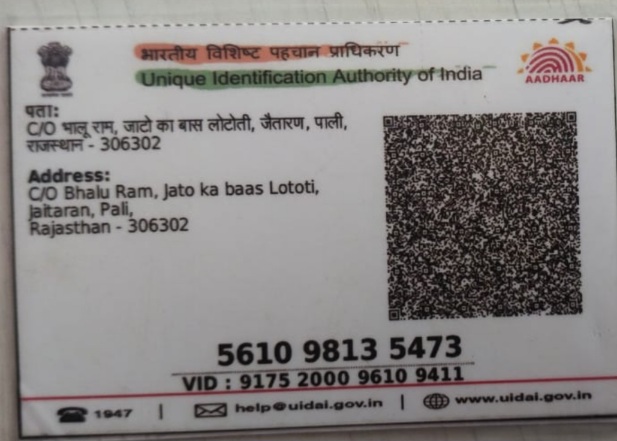 भारतीय विशिष्ट पहचान प्राधिकरण
Unique Identification Authority of India
AADHAAR
पता:
C/O भालू राम, जाटो का बास लोटोती, जैतारण, पाली,
राजस्थान - 306302
Address:
C/O Bhalu Ram, Jato ka baas Lototi,
Jaitaran, Pali,
Rajasthan - 306302
5610 9813 5473
VID : 9175 2000 9610 9411
1947 | help@uidai.gov.in | www.uidai.gov.in